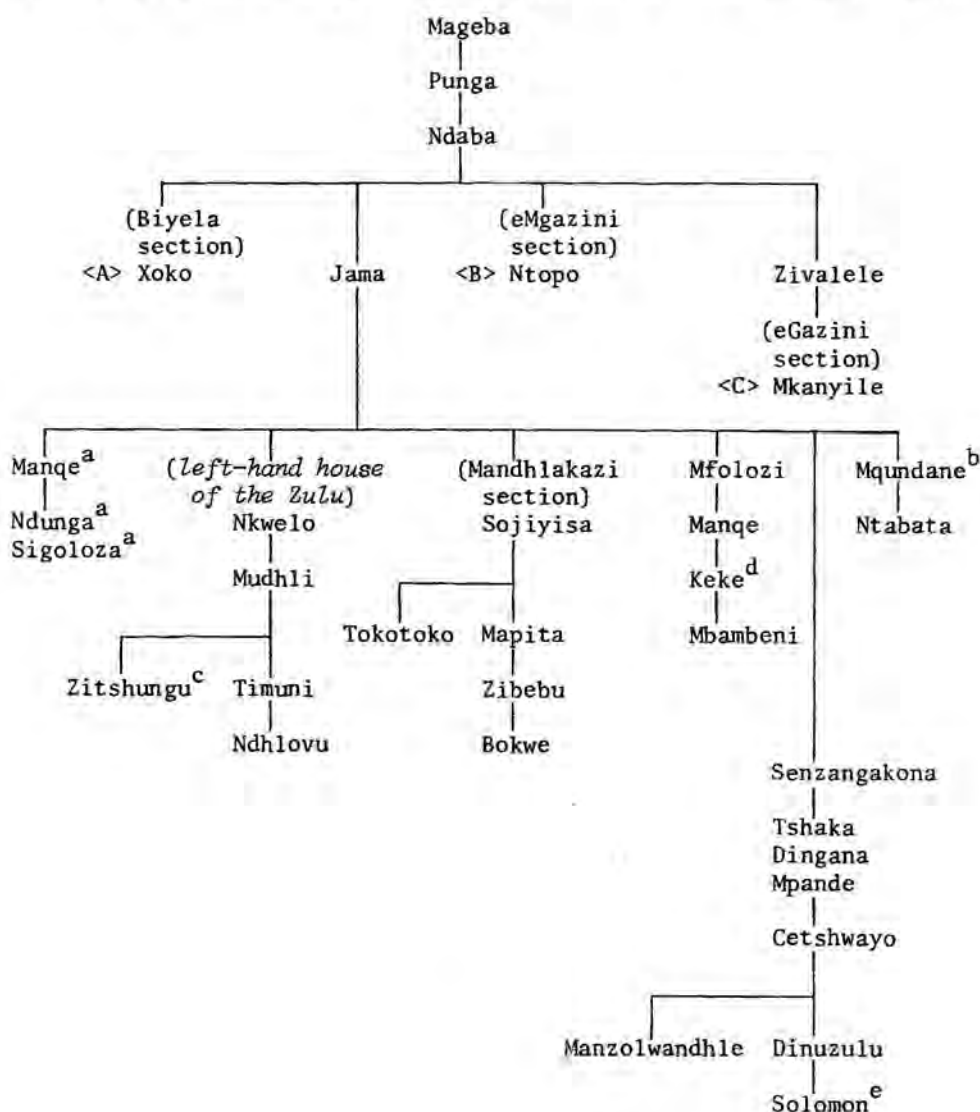 Mageba
Punga
Ndaba
(Biyela
section)
<A> Xoko
Jama
(eMgazini
section)
<B> Ntopo
Zivalele
(eGazini
section)
<C> Mkanyile
Manqe a
Ndunga a
Sigoloza a
(left-hand house
of the Zulu)
Nkwelo
Mudhli
Zitshungu c
Timuni
Ndhlovu
(Mandhlakazi
section)
Sojiyisa
Tokotoko
Mapita
Zibebu
Bokwe
Mfolozi
Manqe
Keke d
Mbambeni
Mqundane b
Ntabata
Senzangakona
Tshaka
Dingana
Mpande
Cetshwayo
Manzolwandhle
Dinuzulu
Solomon e